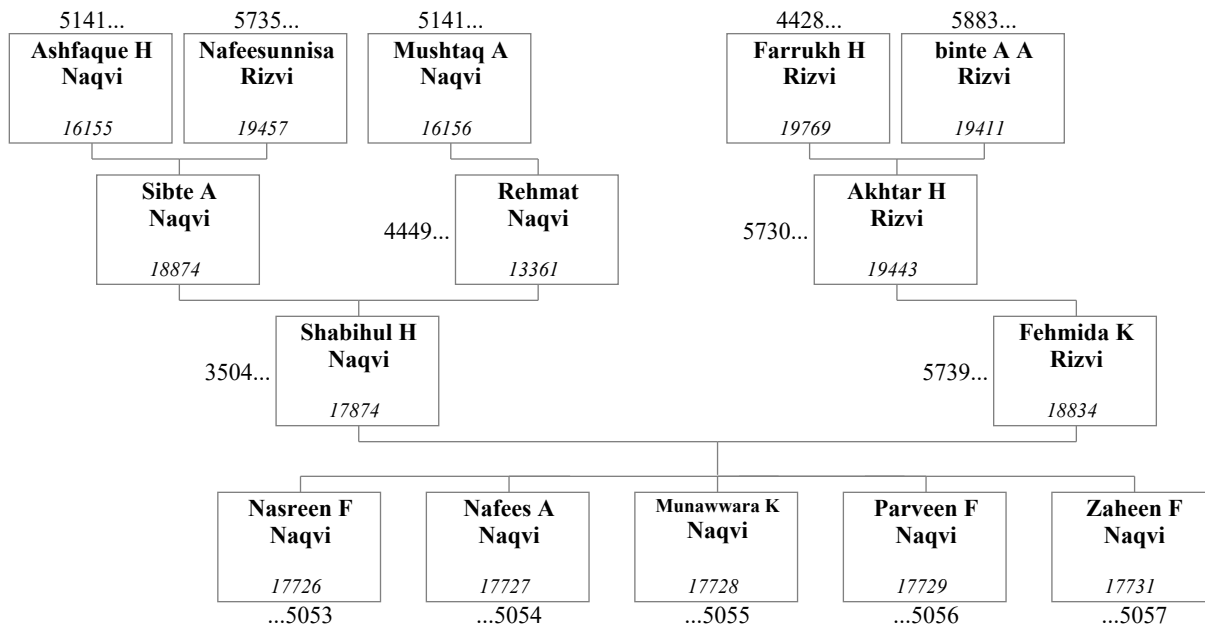 5141... 5735... 5141... 4428... 5883...
Ashfaque H Nafeesunnisa Mushtaq A Farrukh H binte A A
Naqvi Rizvi Naqvi Rizvi Rizvi
16155 19457 16156 19769 19411
Sibte A Rehmat Akhtar H
Naqvi Naqvi Rizvi
4449... 5730...
18874 13361 19443
Shabihul H Fehmida K
Naqvi Rizvi
3504... 5739...
17874 18834
Nasreen F Nafees A Munawwara K Parveen F Zaheen F
Naqvi Naqvi Naqvi Naqvi Naqvi
17726 17727 17728 17729 17731
...5053 ...5054 ...5055 ...5056 ...5057